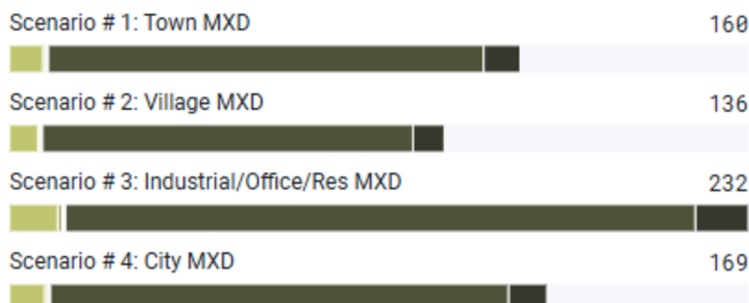 Scenario # 1: Town MXD 160
Scenario # 2: Village MXD 136
Scenario # 3: Industrial/Office/Res MXD 232
Scenario # 4: City MXD 169